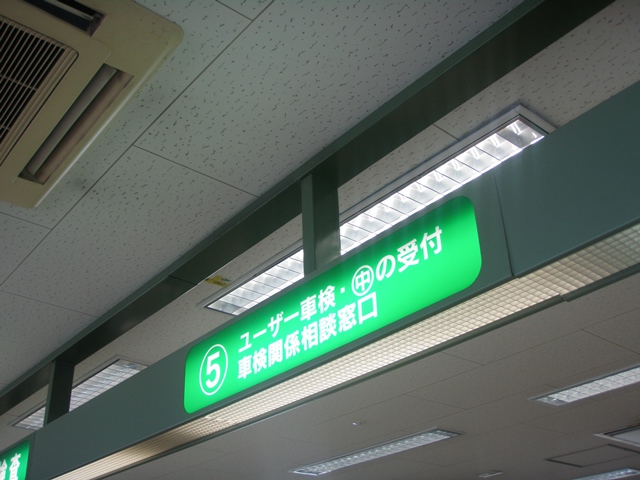 ⑤ ユーザー車検・㊥の受付
車検関係相談窓口
査